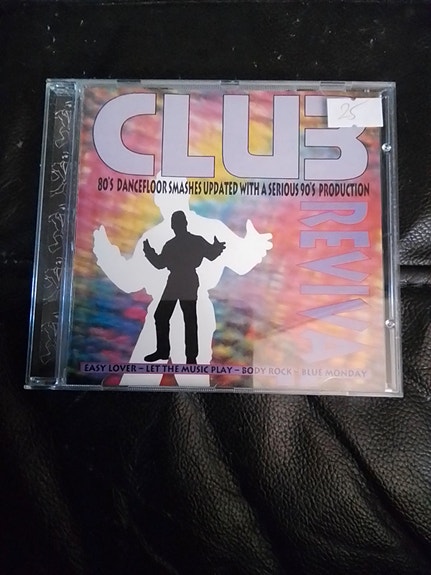 CLUB
25
80'S DANCEFLOOR SMASHES UPDATED WITH A SERIOUS 90'S PRODUCTION
REVIVAL
EASY LOVER – LET THE MUSIC PLAY – BODY ROCK – BLUE MONDAY